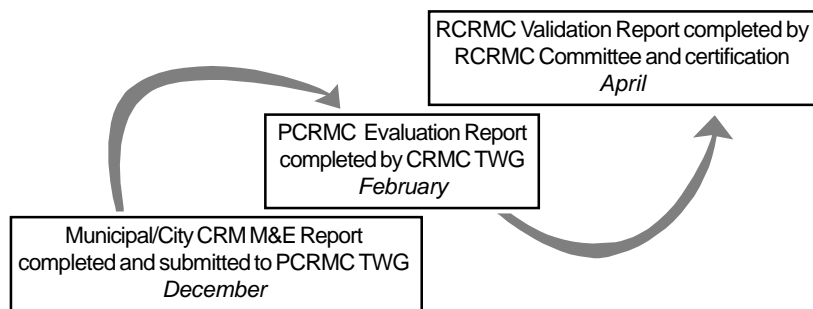 RCRMC Validation Report completed by
RCRMC Committee and certification
April
PCRMC Evaluation Report
completed by CRMC TWG
February
Municipal/City CRM M&E Report
completed and submitted to PCRMC TWG
December